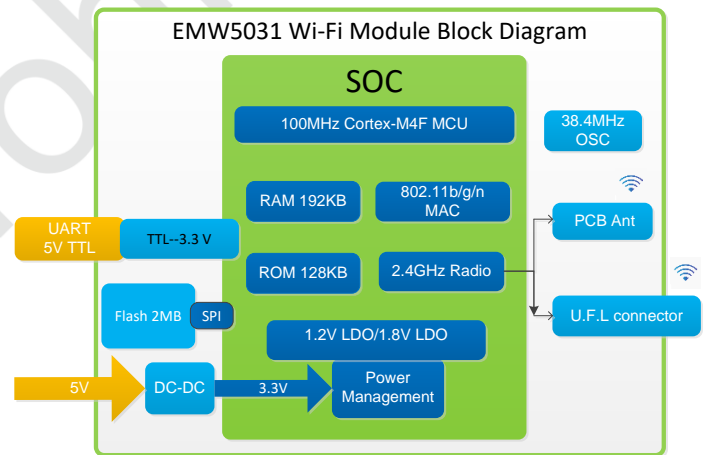 EMW5031 Wi-Fi Module Block Diagram
SOC
100MHz Cortex-M4F MCU
38.4MHz
OSC
RAM 192KB
802.11b/g/n
MAC
PCB Ant
UART
5V TTL
TTL--3.3 V
ROM 128KB
2.4GHz Radio
Flash 2MB
SPI
U.F.L connector
1.2V LDO/1.8V LDO
5V
DC-DC
3.3V
Power
Management